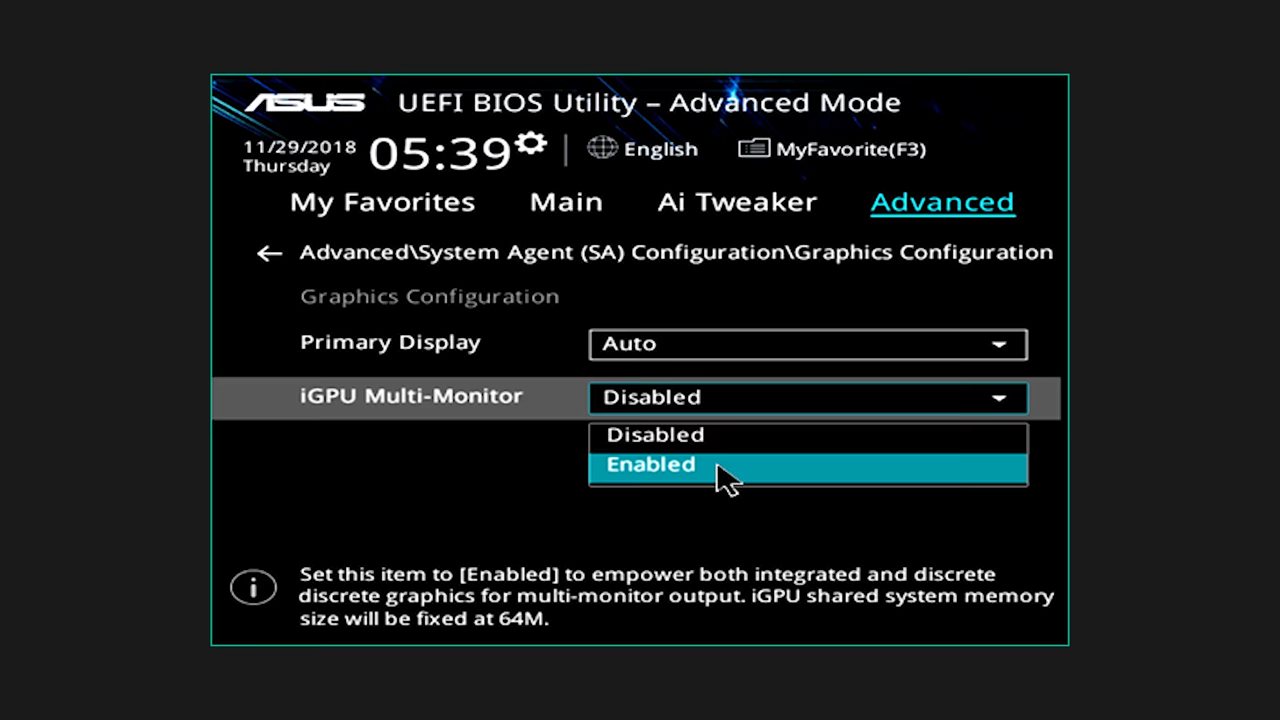 ASUS UEFI BIOS Utility – Advanced Mode
11/29/2018
Thursday
05:39
English
MyFavorite(F3)
My Favorites Main Ai Tweaker Advanced
← Advanced\System Agent (SA) Configuration\Graphics Configuration
Graphics Configuration
Primary Display Auto
iGPU Multi-Monitor Disabled
Disabled
Enabled
Set this item to [Enabled] to empower both integrated and discrete
discrete graphics for multi-monitor output. iGPU shared system memory
size will be fixed at 64M.